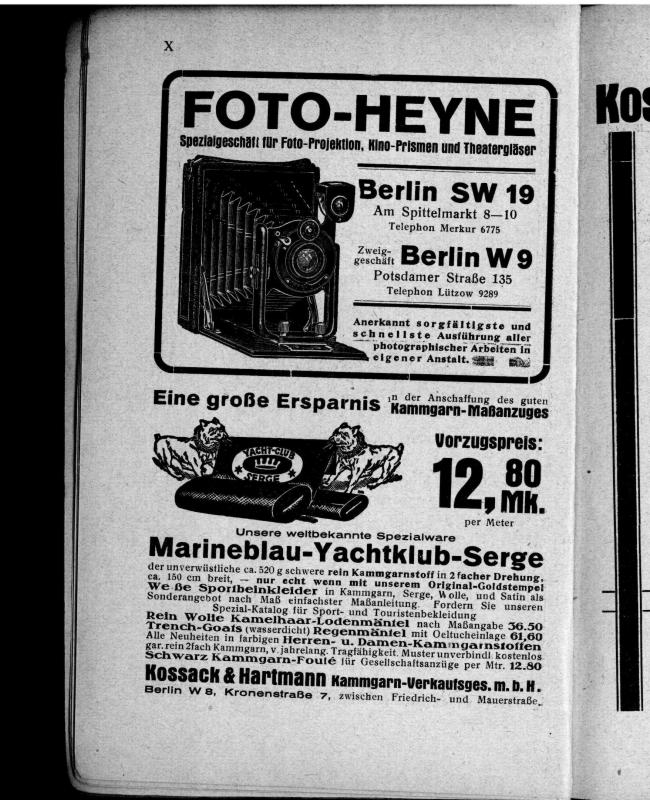 X
FOTO-HEYNE
Spezialgeschäft für Foto-Projektion, Kino-Prismen und Theatergläser
Berlin SW 19
Am Spittelmarkt 8—10
Telephon Merkur 6775
Zweig-
geschäft Berlin W 9
Potsdamer Straße 135
Telephon Lützow 9289
Anerkannt sorgfältigste und
schnellste Ausführung aller
photographischer Arbeiten in
eigener Anstalt.
Eine große Ersparnis in der Anschaffung des guten
Kammgarn-Maßanzuges
YACHT-CLUB
SERGE
Vorzugspreis:
12,80 Mk.
per Meter
Unsere weltbekannte Spezialware
Marineblau-Yachtklub-Serge
der unverwüstliche ca. 520 g schwere rein Kammgarnstoff in 2 facher Drehung,
ca. 150 cm breit, — nur echt wenn mit unserem Original-Goldstempel
We ße Sportbeinkleider in Kammgarn, Serge, Wolle, und Satin als
Sonderangebot nach Maß einfachster Maßanleitung. Fordern Sie unseren
Spezial-Katalog für Sport- und Touristenbekleidung
Rein Wolle Kamelhaar-Lodenmäntel nach Maßangabe 36.50
Trench-Goats (wasserdicht) Regenmäntel mit Oeltucheinlage 61,60
Alle Neuheiten in farbigen Herren- u. Damen-Kammgarnstoffen
gar. rein 2fach Kammgarn, v. jahrelang. Tragfähigkeit. Muster unverbindl. kostenlos
Schwarz Kammgarn-Foulé für Gesellschaftsanzüge per Mtr. 12.80
Kossack & Hartmann Kammgarn-Verkaufsges. m. b. H.
Berlin W 8, Kronenstraße 7, zwischen Friedrich- und Mauerstraße.
Kos